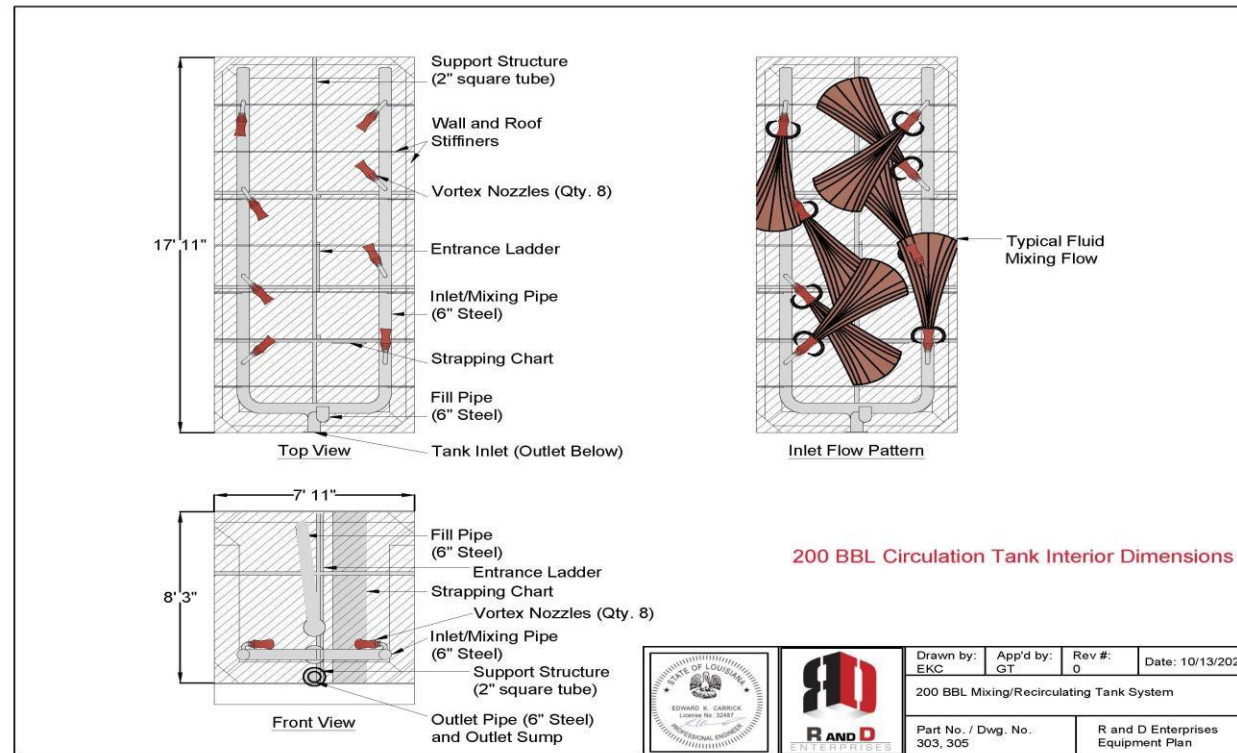 Support Structure
(2" square tube)
Wall and Roof
Stiffiners
Vortex Nozzles (Qty. 8)
17' 11"
Entrance Ladder
Inlet/Mixing Pipe
(6" Steel)
Strapping Chart
Fill Pipe
(6" Steel)
Tank Inlet (Outlet Below)
Top View
Typical Fluid
Mixing Flow
Inlet Flow Pattern
7' 11"
8' 3"
Fill Pipe
(6" Steel)
Entrance Ladder
Strapping Chart
Vortex Nozzles (Qty. 8)
Inlet/Mixing Pipe
(6" Steel)
Support Structure
(2" square tube)
Outlet Pipe (6" Steel)
and Outlet Sump
Front View
200 BBL Circulation Tank Interior Dimensions
STATE OF LOUISIANA
EDWARD K. CARRICK
License No. 32487
PROFESSIONAL ENGINEER
RD
R AND D
ENTERPRISES
Drawn by:
EKC
App'd by:
GT
Rev #:
0
Date: 10/13/202
200 BBL Mixing/Recirculating Tank System
Part No. / Dwg. No.
303, 305
R and D Enterprises
Equipment Plan